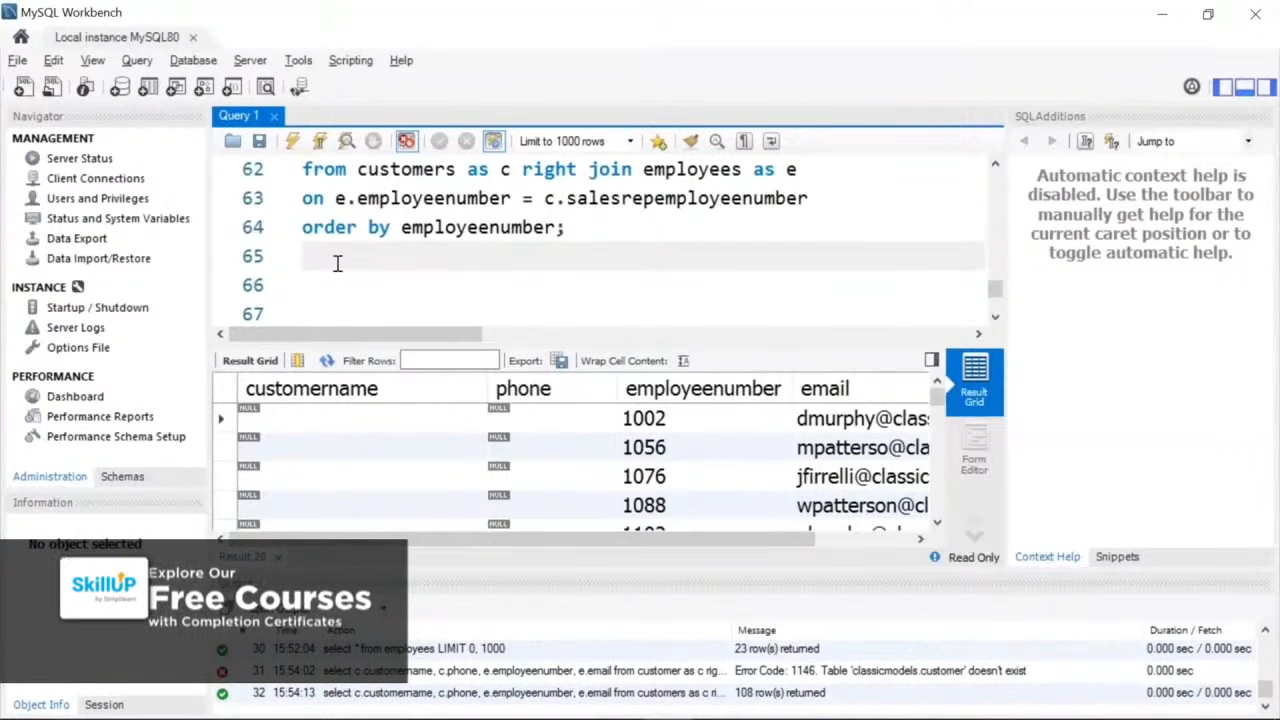 MySQL Workbench
Local instance MySQL80
File Edit View Query Database Server Tools Scripting Help
Navigator
MANAGEMENT
Server Status
Client Connections
Users and Privileges
Status and System Variables
Data Export
Data Import/Restore
INSTANCE
Startup / Shutdown
Server Logs
Options File
PERFORMANCE
Dashboard
Performance Reports
Performance Schema Setup
Administration Schemas
Information
No object selected
Object Info Session
Query 1
Limit to 1000 rows
62 from customers as c right join employees as e
63 on e.employeenumber = c.salesrepemployeenumber
64 order by employeenumber;
65
66
67
Result Grid Filter Rows: Export: Wrap Cell Content:
customername phone employeenumber email
NULL NULL 1002 dmurphy@clas
NULL NULL 1056 mpatterso@cl
NULL NULL 1076 jfirrelli@classic
NULL NULL 1088 wpatterson@cl
NULL NULL
Result Grid
Form Editor
Result 20
Read Only
SQLAdditions
Jump to
Automatic context help is
disabled. Use the toolbar to
manually get help for the
current caret position or to
toggle automatic help.
Context Help Snippets
SkillUP
by Simplilearn
Explore Our
Free Courses
with Completion Certificates
Time Action Message Duration / Fetch
30 15:52:04 select * from employees LIMIT 0, 1000 23 row(s) returned 0.000 sec / 0.000 sec
31 15:54:02 select c.customername, c.phone, e.employeenumber, e.email from customer as c rig... Error Code: 1146. Table 'classicmodels.customer' doesn't exist 0.000 sec
32 15:54:13 select c.customername, c.phone, e.employeenumber, e.email from customers as c r... 108 row(s) returned 0.000 sec / 0.000 sec